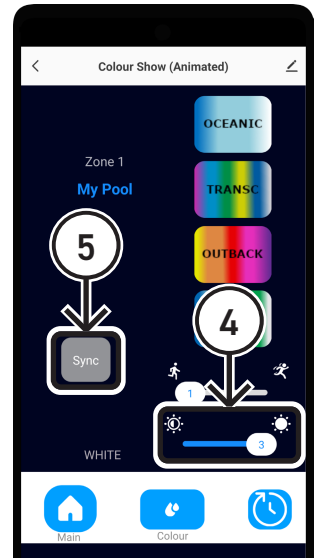 Colour Show (Animated)
OCEANIC
Zone 1
My Pool
TRANSC
OUTBACK
5
4
Sync
1
3
WHITE
Main
Colour